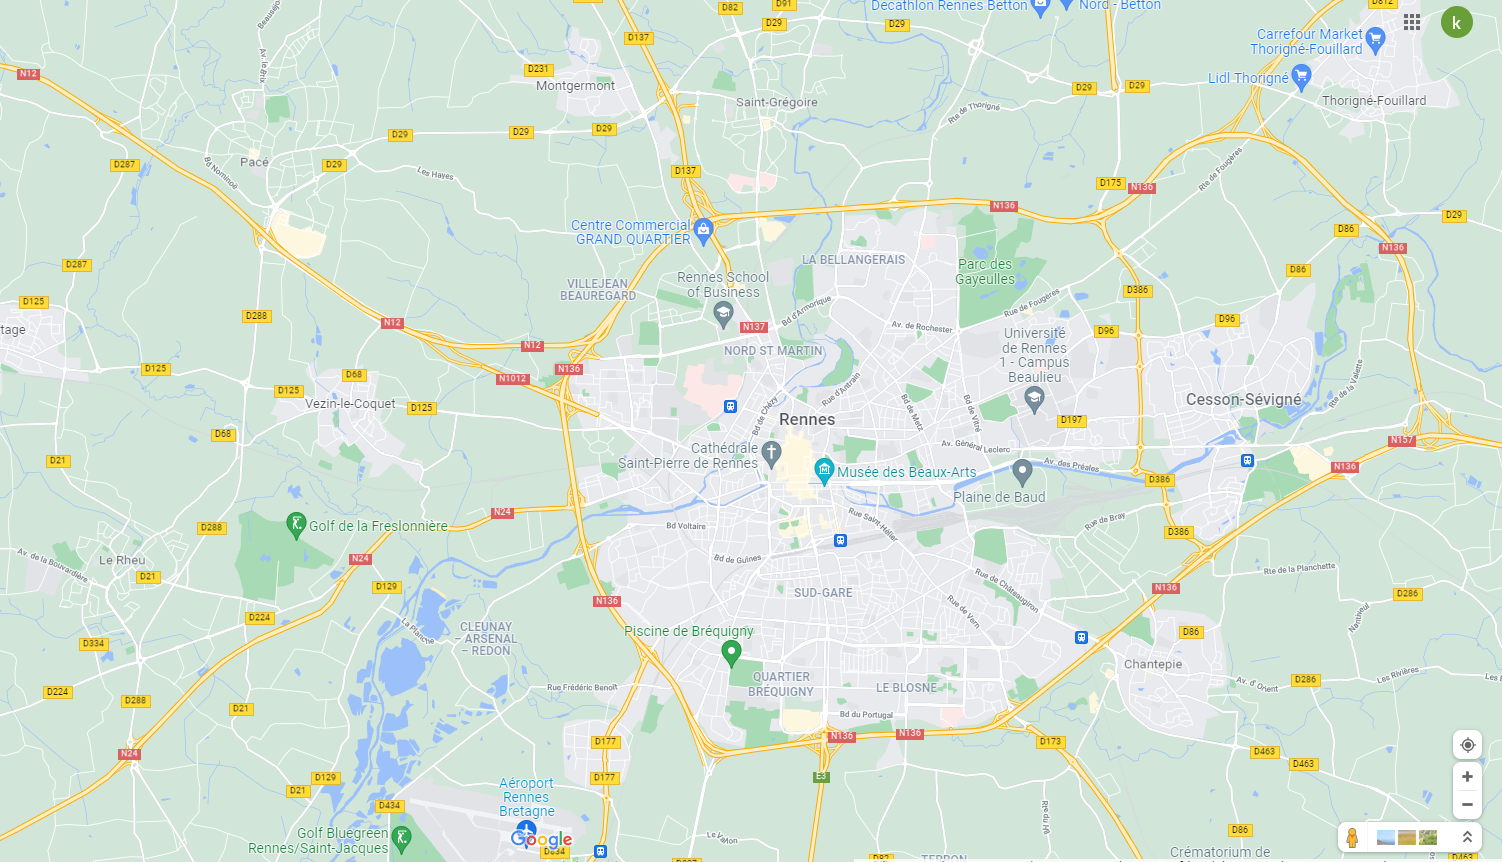 D82
D91
D29
Decathlon Rennes Betton
Nord - Betton
D812
k
D137
D29
Carrefour Market
Thorigné-Fouillard
N12
D231
Montgermont
Lidl Thorigné
D29
D29
Saint-Grégoire
Rte de Thorigné
Thorigné-Fouillard
D29
D29
D29
D287
Pacé
D29
Bd Nominoë
Les Hayes
D137
D175
N136
Rte de Fougères
N136
D29
Centre Commercial
GRAND QUARTIER
D86
N136
D287
LA BELLANGERAIS
Parc des
Gayeulles
D86
Rennes School
of Business
VILLEJEAN
BEAUREGARD
D386
D125
D288
Bd d'Armorique
Rue de Fougères
tage
N12
N137
Av. de Rochester
Université
de Rennes
1 - Campus
Beaulieu
D96
D96
N12
NORD ST MARTIN
D125
D68
N136
N1012
Rte de la Valette
D125
Vezin-le-Coquet
D125
Bd de Chézy
Rue d'Antrain
Bd de Metz
Bd de Vitré
Cesson-Sévigné
Rennes
D197
D68
N157
D21
Cathédrale
Saint-Pierre de Rennes
Av. Général Leclerc
Musée des Beaux-Arts
Av. des Préales
N136
D386
Plaine de Baud
N24
Golf de la Freslonnière
D288
Bd Voltaire
Rue Saint-Hélier
Rue de Bray
D386
Av. de la Bouvardière
Le Rheu
N24
Bd de Guînes
Rte de la Planchette
D21
D129
Rue de Châteaugiron
N136
D286
N136
SUD-GARE
Rue de Vern
Nantveul
D224
La Planche
CLEUNAY
– ARSENAL
– REDON
Piscine de Bréquigny
D86
D334
Chantepie
QUARTIER
BRÉQUIGNY
LE BLOSNE
Rue Frédéric Benoît
Av. d'Orient
D286
Les Rivières
Les B
D224
D288
D21
Bd du Portugal
N136
N136
D177
D173
N24
D463
D463
D129
D177
E3
D21
Aéroport
Rennes
Bretagne
D434
Golf Bluegreen
Rennes/Saint-Jacques
Google
D834
D86
Crématorium de
D463
D82